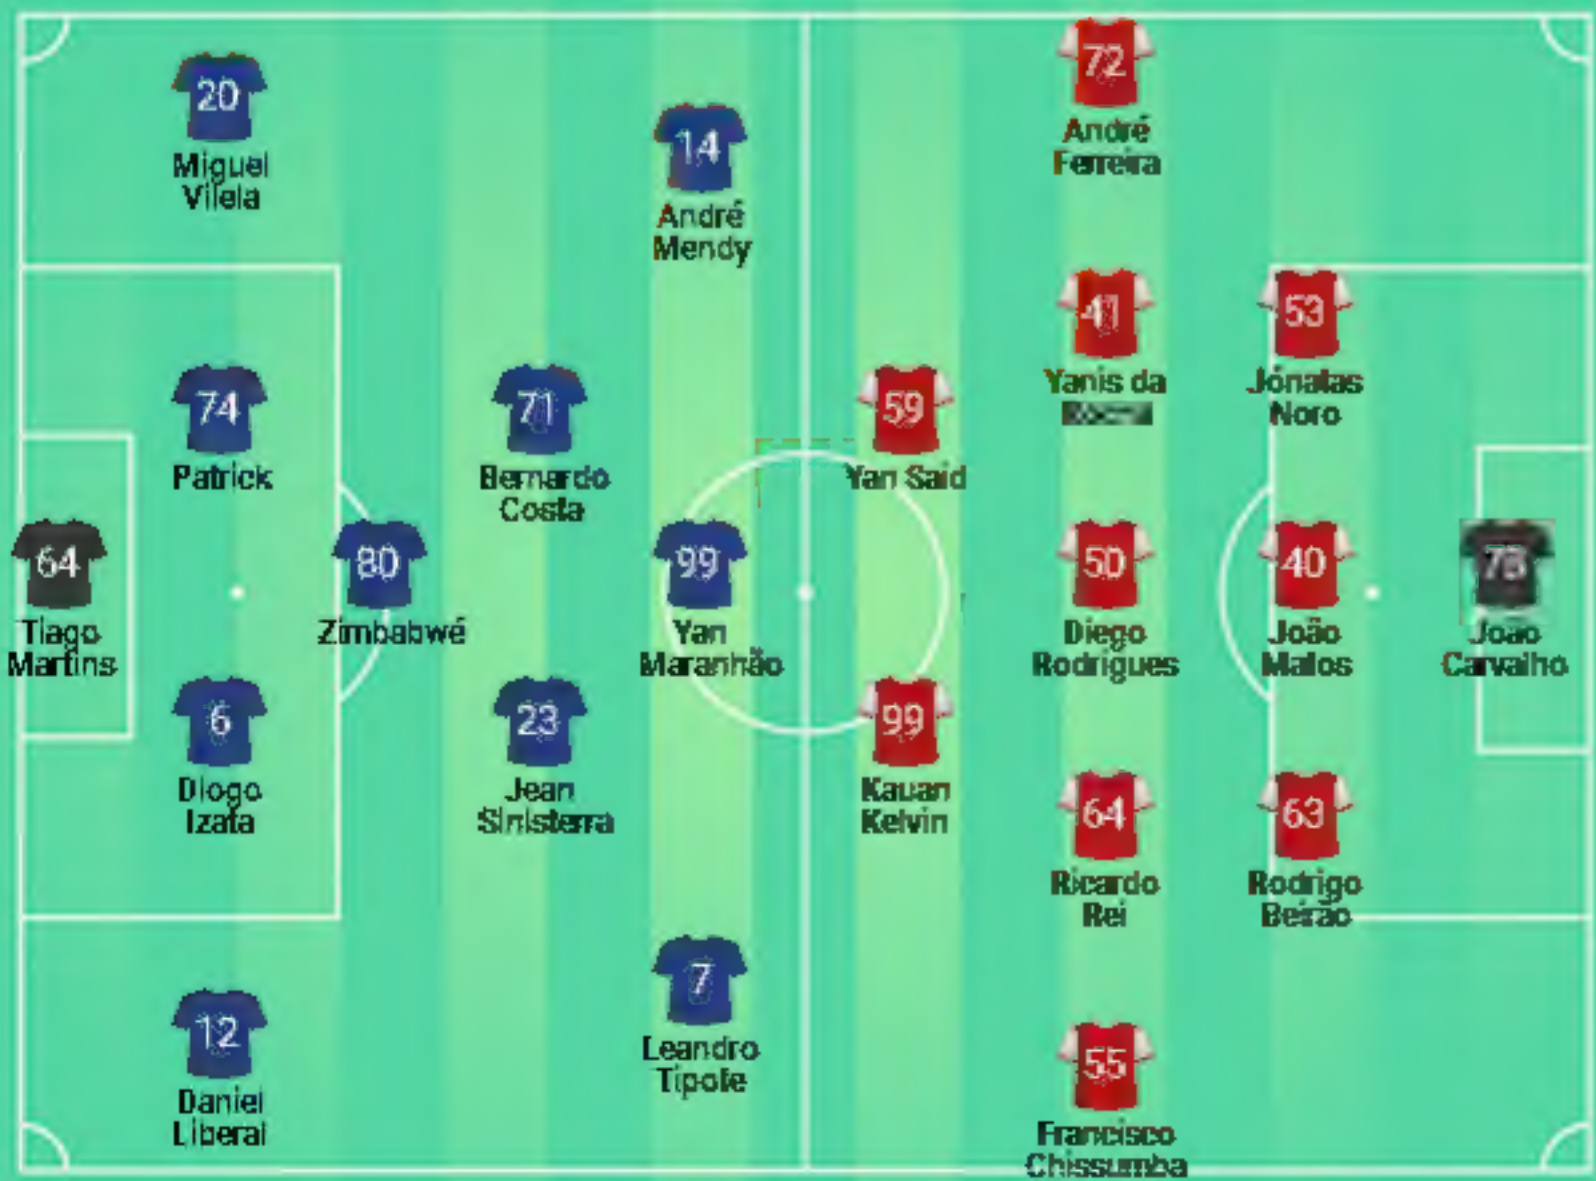 20
Miguel
Vilela
74
Patrick
64
Tiago
Martins
6
Diogo
Izata
12
Daniel
Liberal
80
Zimbabwé
71
Bernardo
Costa
23
Jean
Sinisterra
14
André
Mendy
99
Yan
Maranhão
7
Leandro
Tipote
59
Yan Said
99
Kauan
Kelvin
72
André
Ferreira
41
Yanis da
50
Diego
Rodrigues
64
Ricardo
Rei
55
Francisco
Chissumba
53
Jónatas
Noro
40
João
Matos
63
Rodrigo
Beirão
78
João
Carvalho